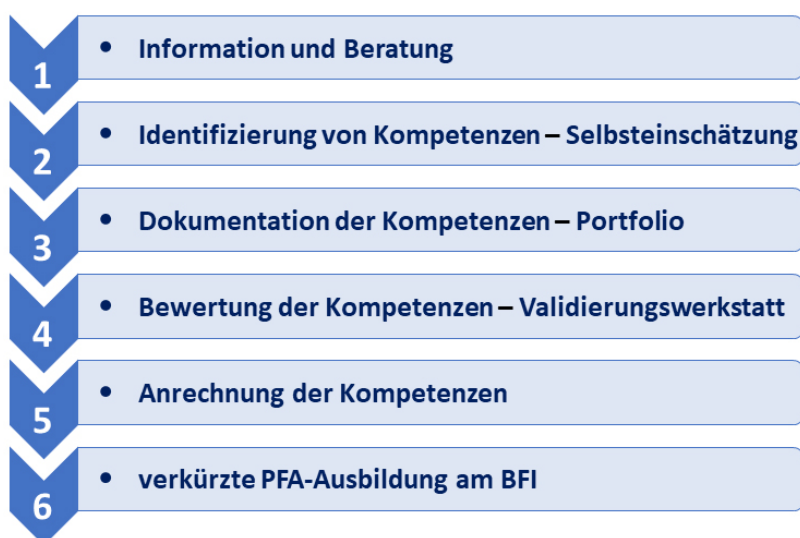 1 • Information und Beratung
2 • Identifizierung von Kompetenzen – Selbsteinschätzung
3 • Dokumentation der Kompetenzen – Portfolio
4 • Bewertung der Kompetenzen – Validierungswerkstatt
5 • Anrechnung der Kompetenzen
6 • verkürzte PFA-Ausbildung am BFI